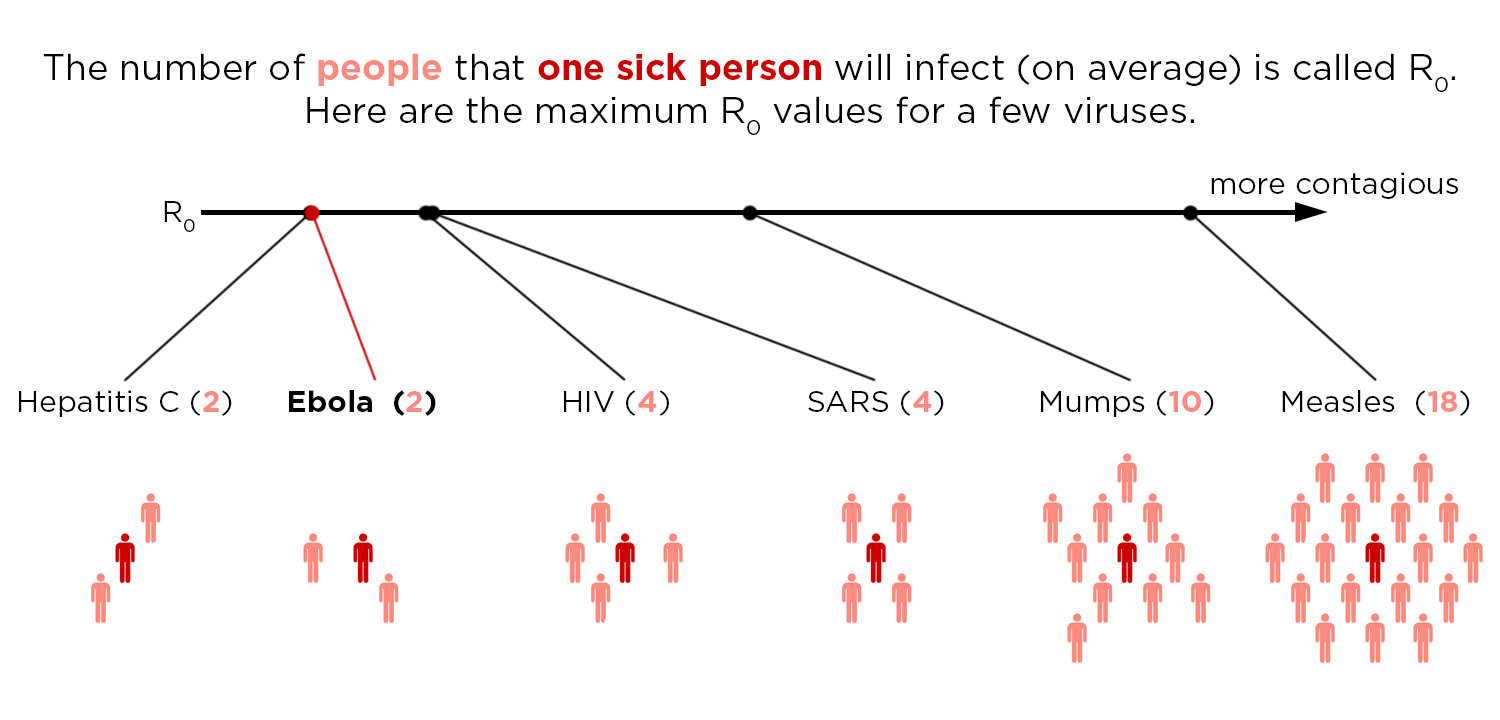 The number of people that one sick person will infect (on average) is called R₀.
Here are the maximum R₀ values for a few viruses.
more contagious
R₀
Hepatitis C (2)
Ebola (2)
HIV (4)
SARS (4)
Mumps (10)
Measles (18)